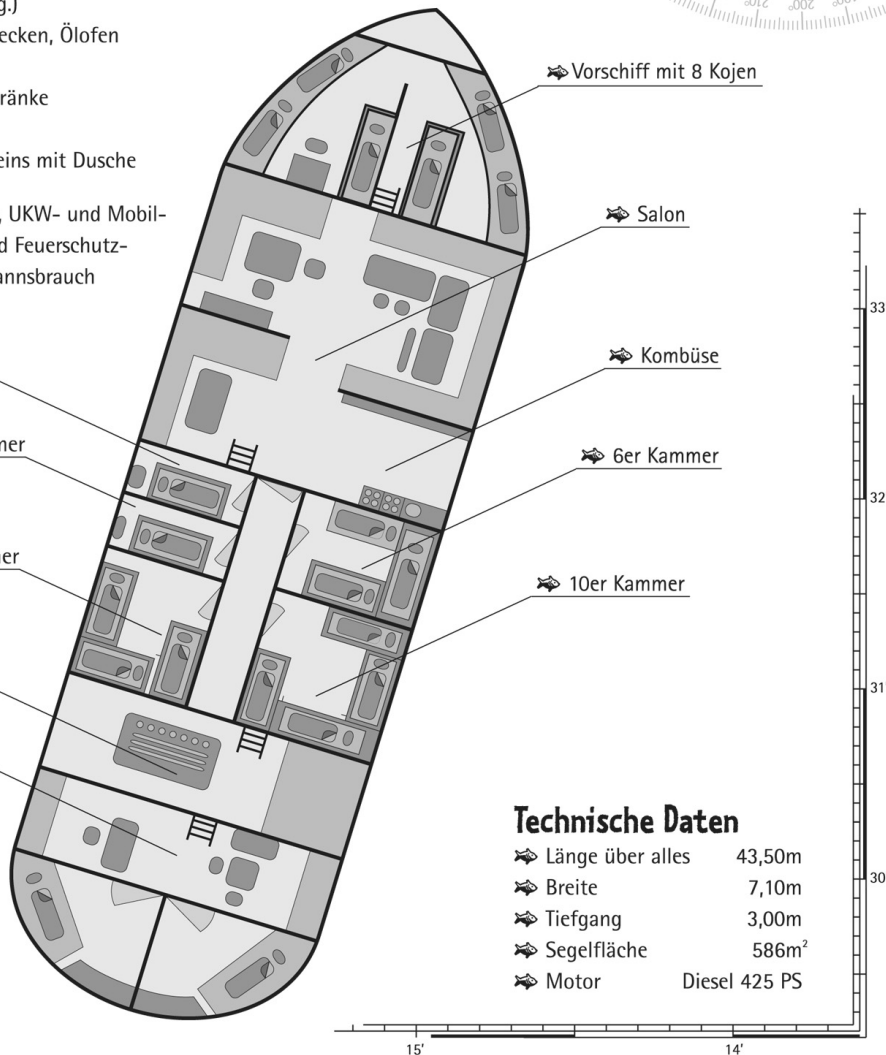 g.)
ecken, Ölofen
ränke
eins mit Dusche
, UKW- und Mobil-
d Feuerschutz-
annsbrauch
210°
200°
Vorschiff mit 8 Kojen
Salon
Kombüse
6er Kammer
10er Kammer
mer
ner
Technische Daten
Länge über alles 43,50m
Breite 7,10m
Tiefgang 3,00m
Segelfläche 586m²
Motor Diesel 425 PS
33
32
31
30
15'
14'